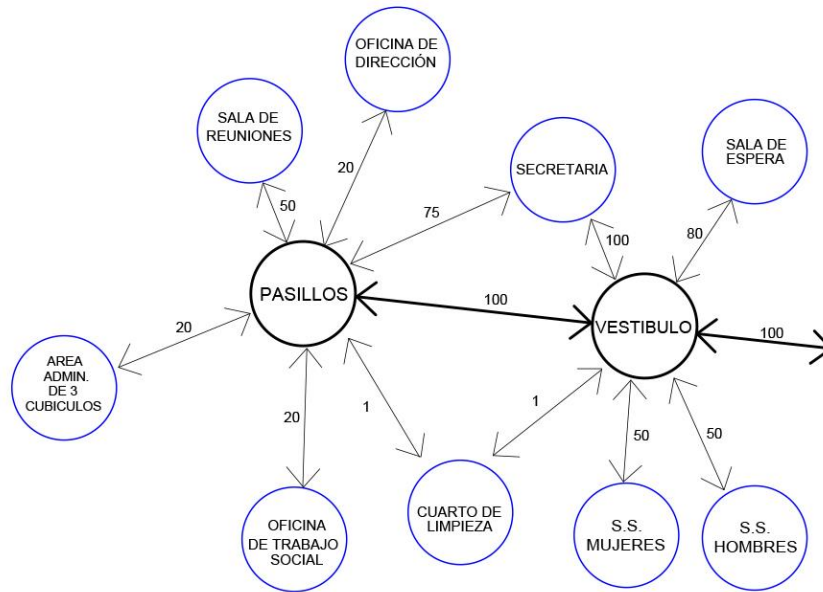 OFICINA DE
DIRECCIÓN
SALA DE
REUNIONES
SALA DE
ESPERA
SECRETARIA
20
50
75
100
80
PASILLOS
100
VESTIBULO
100
20
AREA
ADMIN.
DE 3
CUBICULOS
20
1
1
50
50
CUARTO DE
LIMPIEZA
OFICINA
DE TRABAJO
SOCIAL
S.S.
MUJERES
S.S.
HOMBRES